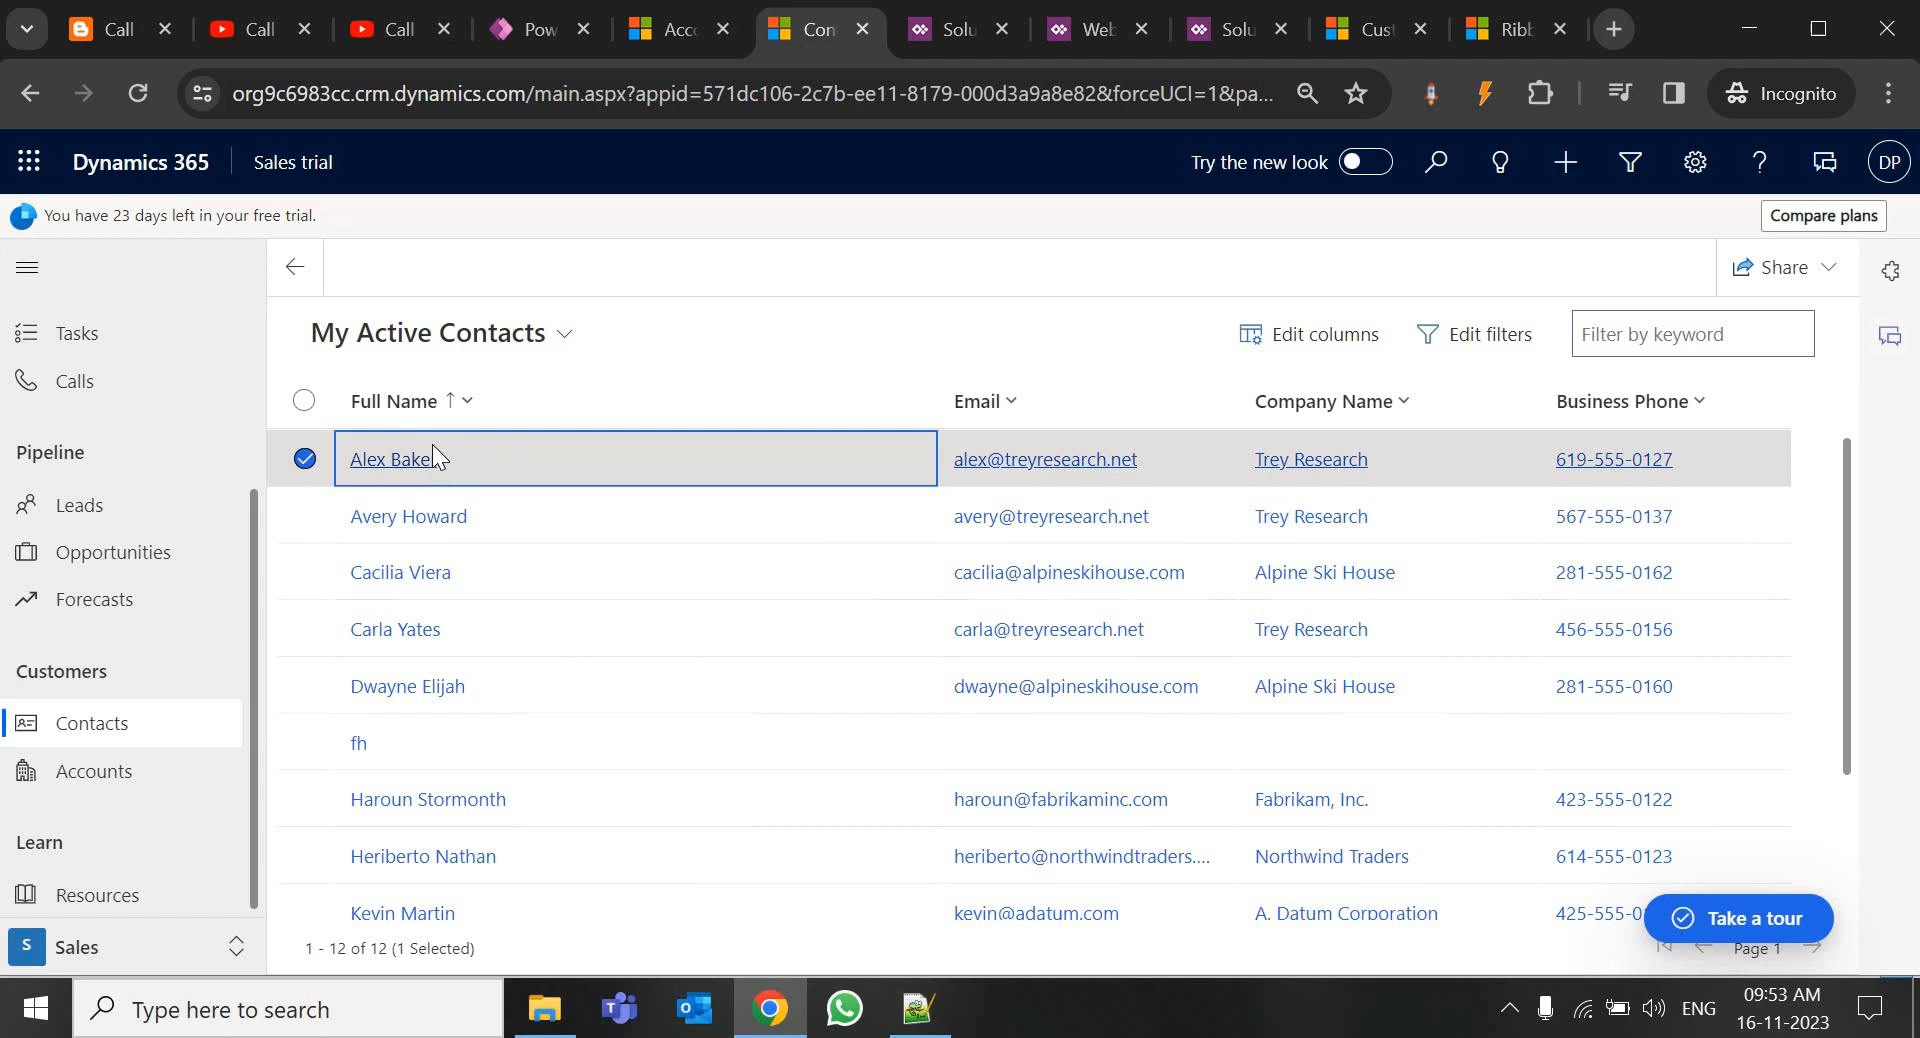 Call
Call
Call
Pow
Acco
Con
Solu
Web
Solu
Cust
Ribb
org9c6983cc.crm.dynamics.com/main.aspx?appid=571dc106-2c7b-ee11-8179-000d3a9a8e82&forceUCI=1&pa...
Incognito
Dynamics 365
Sales trial
Try the new look
DP
You have 23 days left in your free trial.
Compare plans
Share
Tasks
Calls
Pipeline
Leads
Opportunities
Forecasts
Customers
Contacts
Accounts
Learn
Resources
S Sales
My Active Contacts
Edit columns
Edit filters
Filter by keyword
Full Name ↑ Email Company Name Business Phone
Alex Baker alex@treyresearch.net Trey Research 619-555-0127
Avery Howard avery@treyresearch.net Trey Research 567-555-0137
Cacilia Viera cacilia@alpineskihouse.com Alpine Ski House 281-555-0162
Carla Yates carla@treyresearch.net Trey Research 456-555-0156
Dwayne Elijah dwayne@alpineskihouse.com Alpine Ski House 281-555-0160
fh
Haroun Stormonth haroun@fabrikaminc.com Fabrikam, Inc. 423-555-0122
Heriberto Nathan heriberto@northwindtraders.... Northwind Traders 614-555-0123
Kevin Martin kevin@adatum.com A. Datum Corporation 425-555-0
Take a tour
1 - 12 of 12 (1 Selected)
Page 1
Type here to search
ENG
09:53 AM
16-11-2023